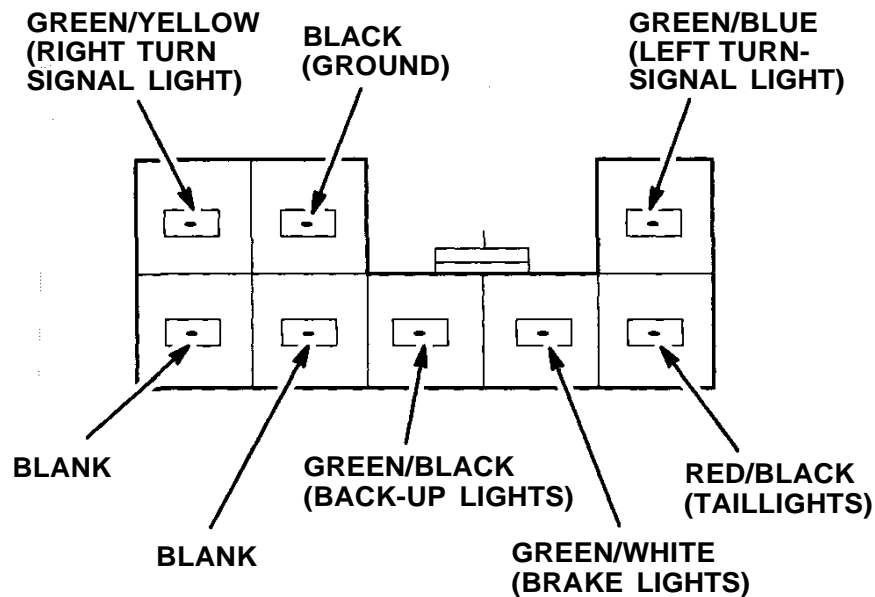 GREEN/YELLOW
(RIGHT TURN
SIGNAL LIGHT)
BLACK
(GROUND)
GREEN/BLUE
(LEFT TURN-
SIGNAL LIGHT)
BLANK
BLANK
GREEN/BLACK
(BACK-UP LIGHTS)
GREEN/WHITE
(BRAKE LIGHTS)
RED/BLACK
(TAILLIGHTS)